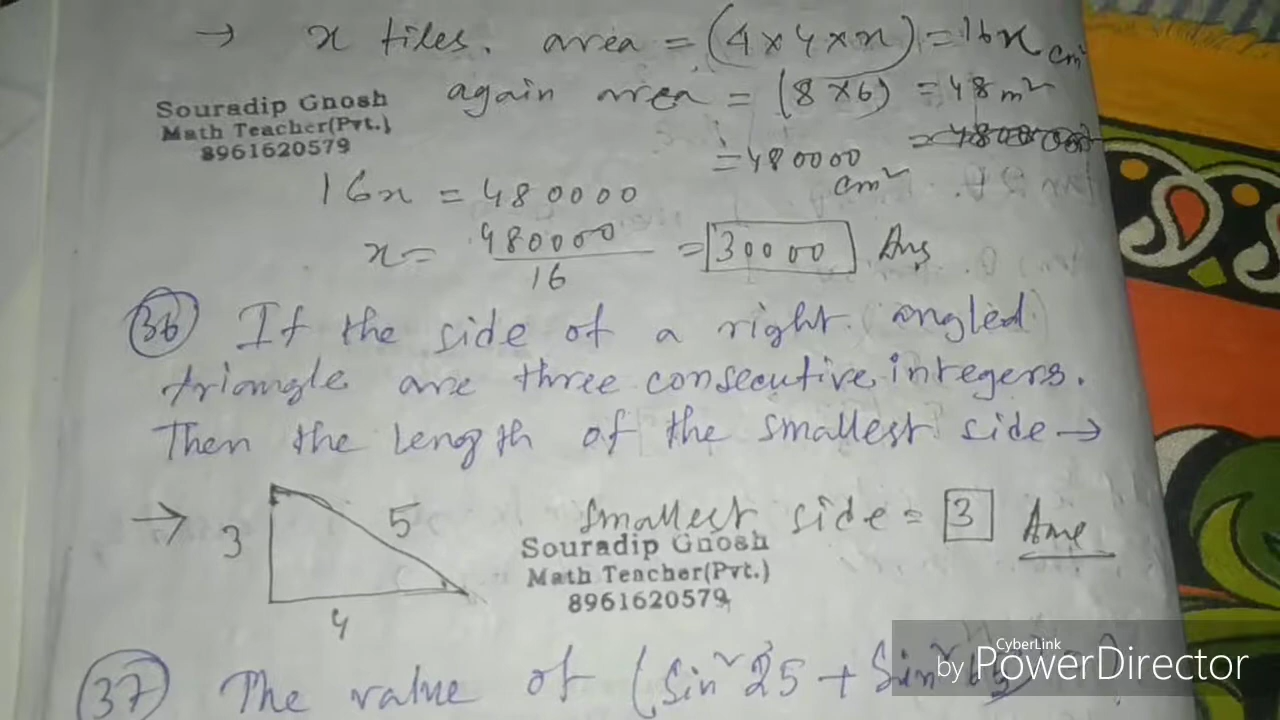 → x tiles. area = (4 × 4 × x) = 16x cm²
again area = (8 × 6) = 48 m²
Souradip Gnosh
Math Teacher(Pvt.)
8961620579
= 480000 cm²
16x = 480000
x = 480000 / 16 = 30000 Ans
36 If the side of a right angled
triangle are three consecutive integers.
Then the length of the smallest side →
→ 3 5 4
smallest side = 3 Ans
Souradip Gnosh
Math Teacher(Pvt.)
8961620579
37 The value of (Sin²25 + Sin²65)
CyberLink
by PowerDirector